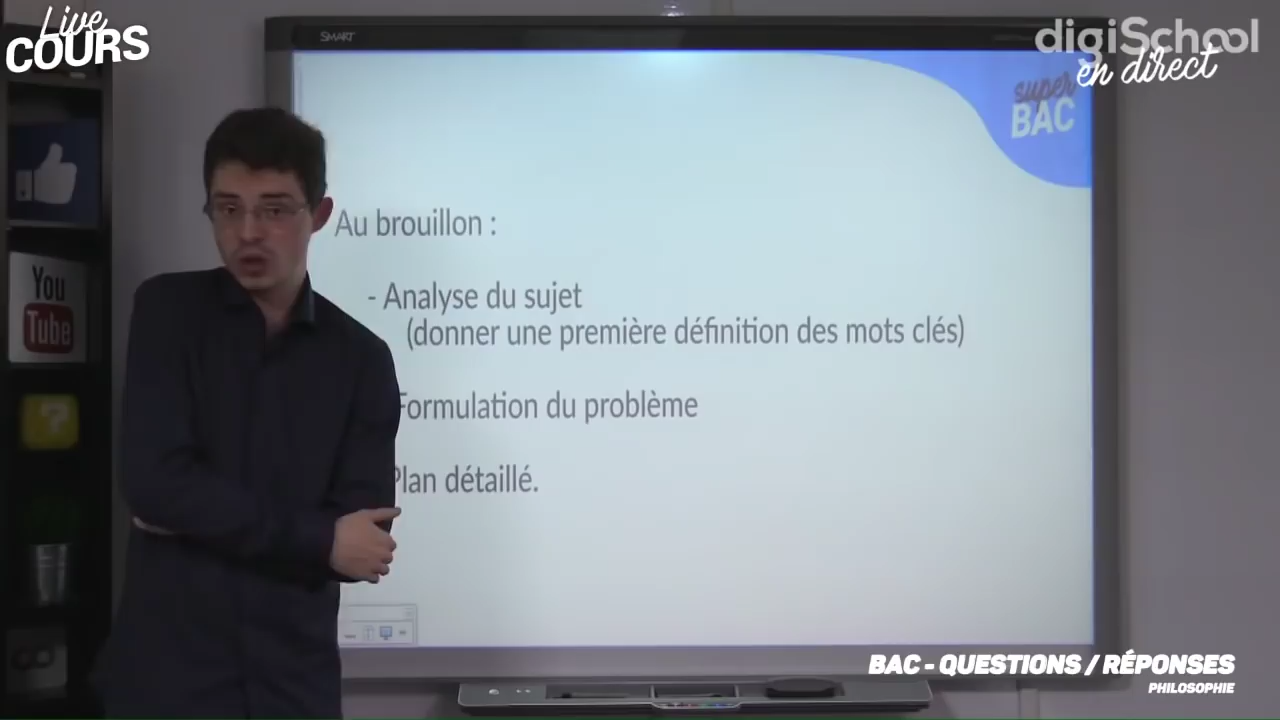 Live
COURS
digiSchool
en direct
SMART
super
BAC
You
Tube
?
Au brouillon :
- Analyse du sujet
(donner une première définition des mots clés)
Formulation du problème
Plan détaillé.
BAC - QUESTIONS / RÉPONSES
PHILOSOPHIE